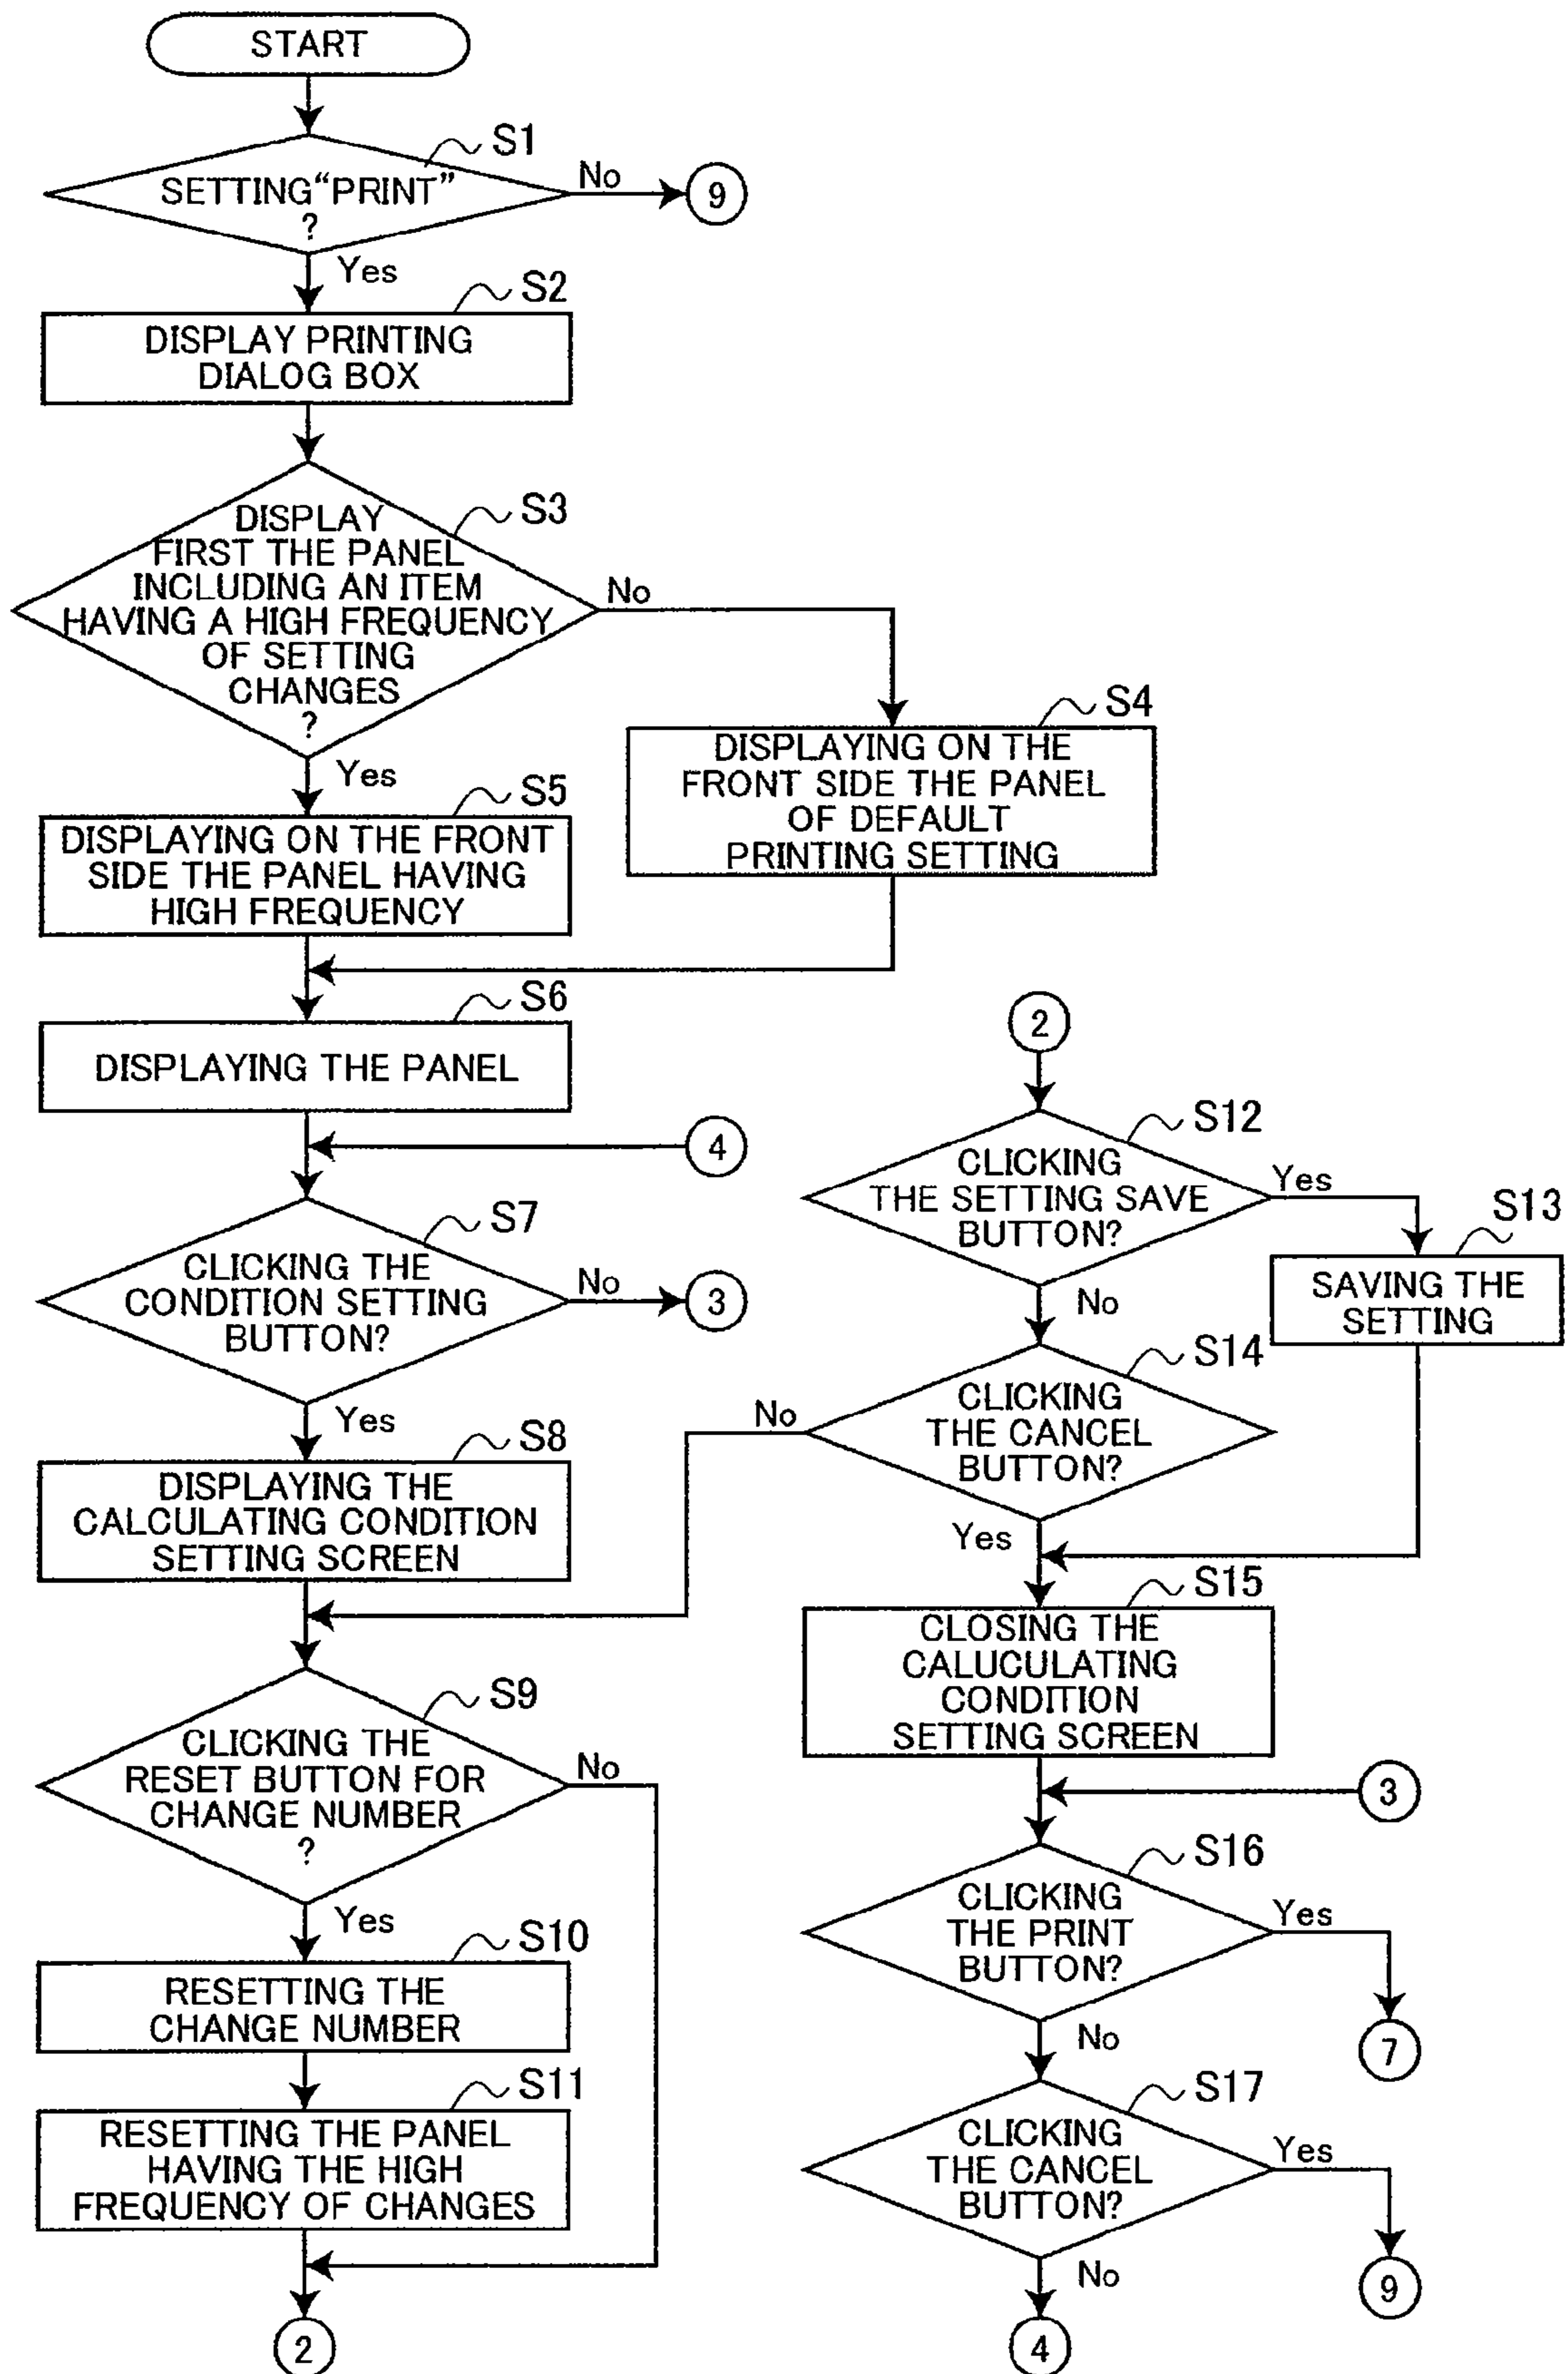 START
S1
SETTING“PRINT”
?
No
9
Yes
S2
DISPLAY PRINTING
DIALOG BOX
S3
DISPLAY
FIRST THE PANEL
INCLUDING AN ITEM
HAVING A HIGH FREQUENCY
OF SETTING
CHANGES
?
No
Yes
S4
DISPLAYING ON THE
FRONT SIDE THE PANEL
OF DEFAULT
PRINTING SETTING
S5
DISPLAYING ON THE FRONT
SIDE THE PANEL HAVING
HIGH FREQUENCY
S6
DISPLAYING THE PANEL
4
S7
CLICKING THE
CONDITION SETTING
BUTTON?
No
3
Yes
S8
DISPLAYING THE
CALCULATING CONDITION
SETTING SCREEN
S9
CLICKING THE
RESET BUTTON FOR
CHANGE NUMBER
?
No
Yes
S10
RESETTING THE
CHANGE NUMBER
S11
RESETTING THE PANEL
HAVING THE HIGH
FREQUENCY OF CHANGES
2
2
S12
CLICKING
THE SETTING SAVE
BUTTON?
Yes
S13
SAVING THE
SETTING
No
S14
CLICKING
THE CANCEL
BUTTON?
No
Yes
S15
CLOSING THE
CALUCULATING
CONDITION
SETTING SCREEN
3
S16
CLICKING
THE PRINT
BUTTON?
Yes
7
No
S17
CLICKING
THE CANCEL
BUTTON?
Yes
9
No
4